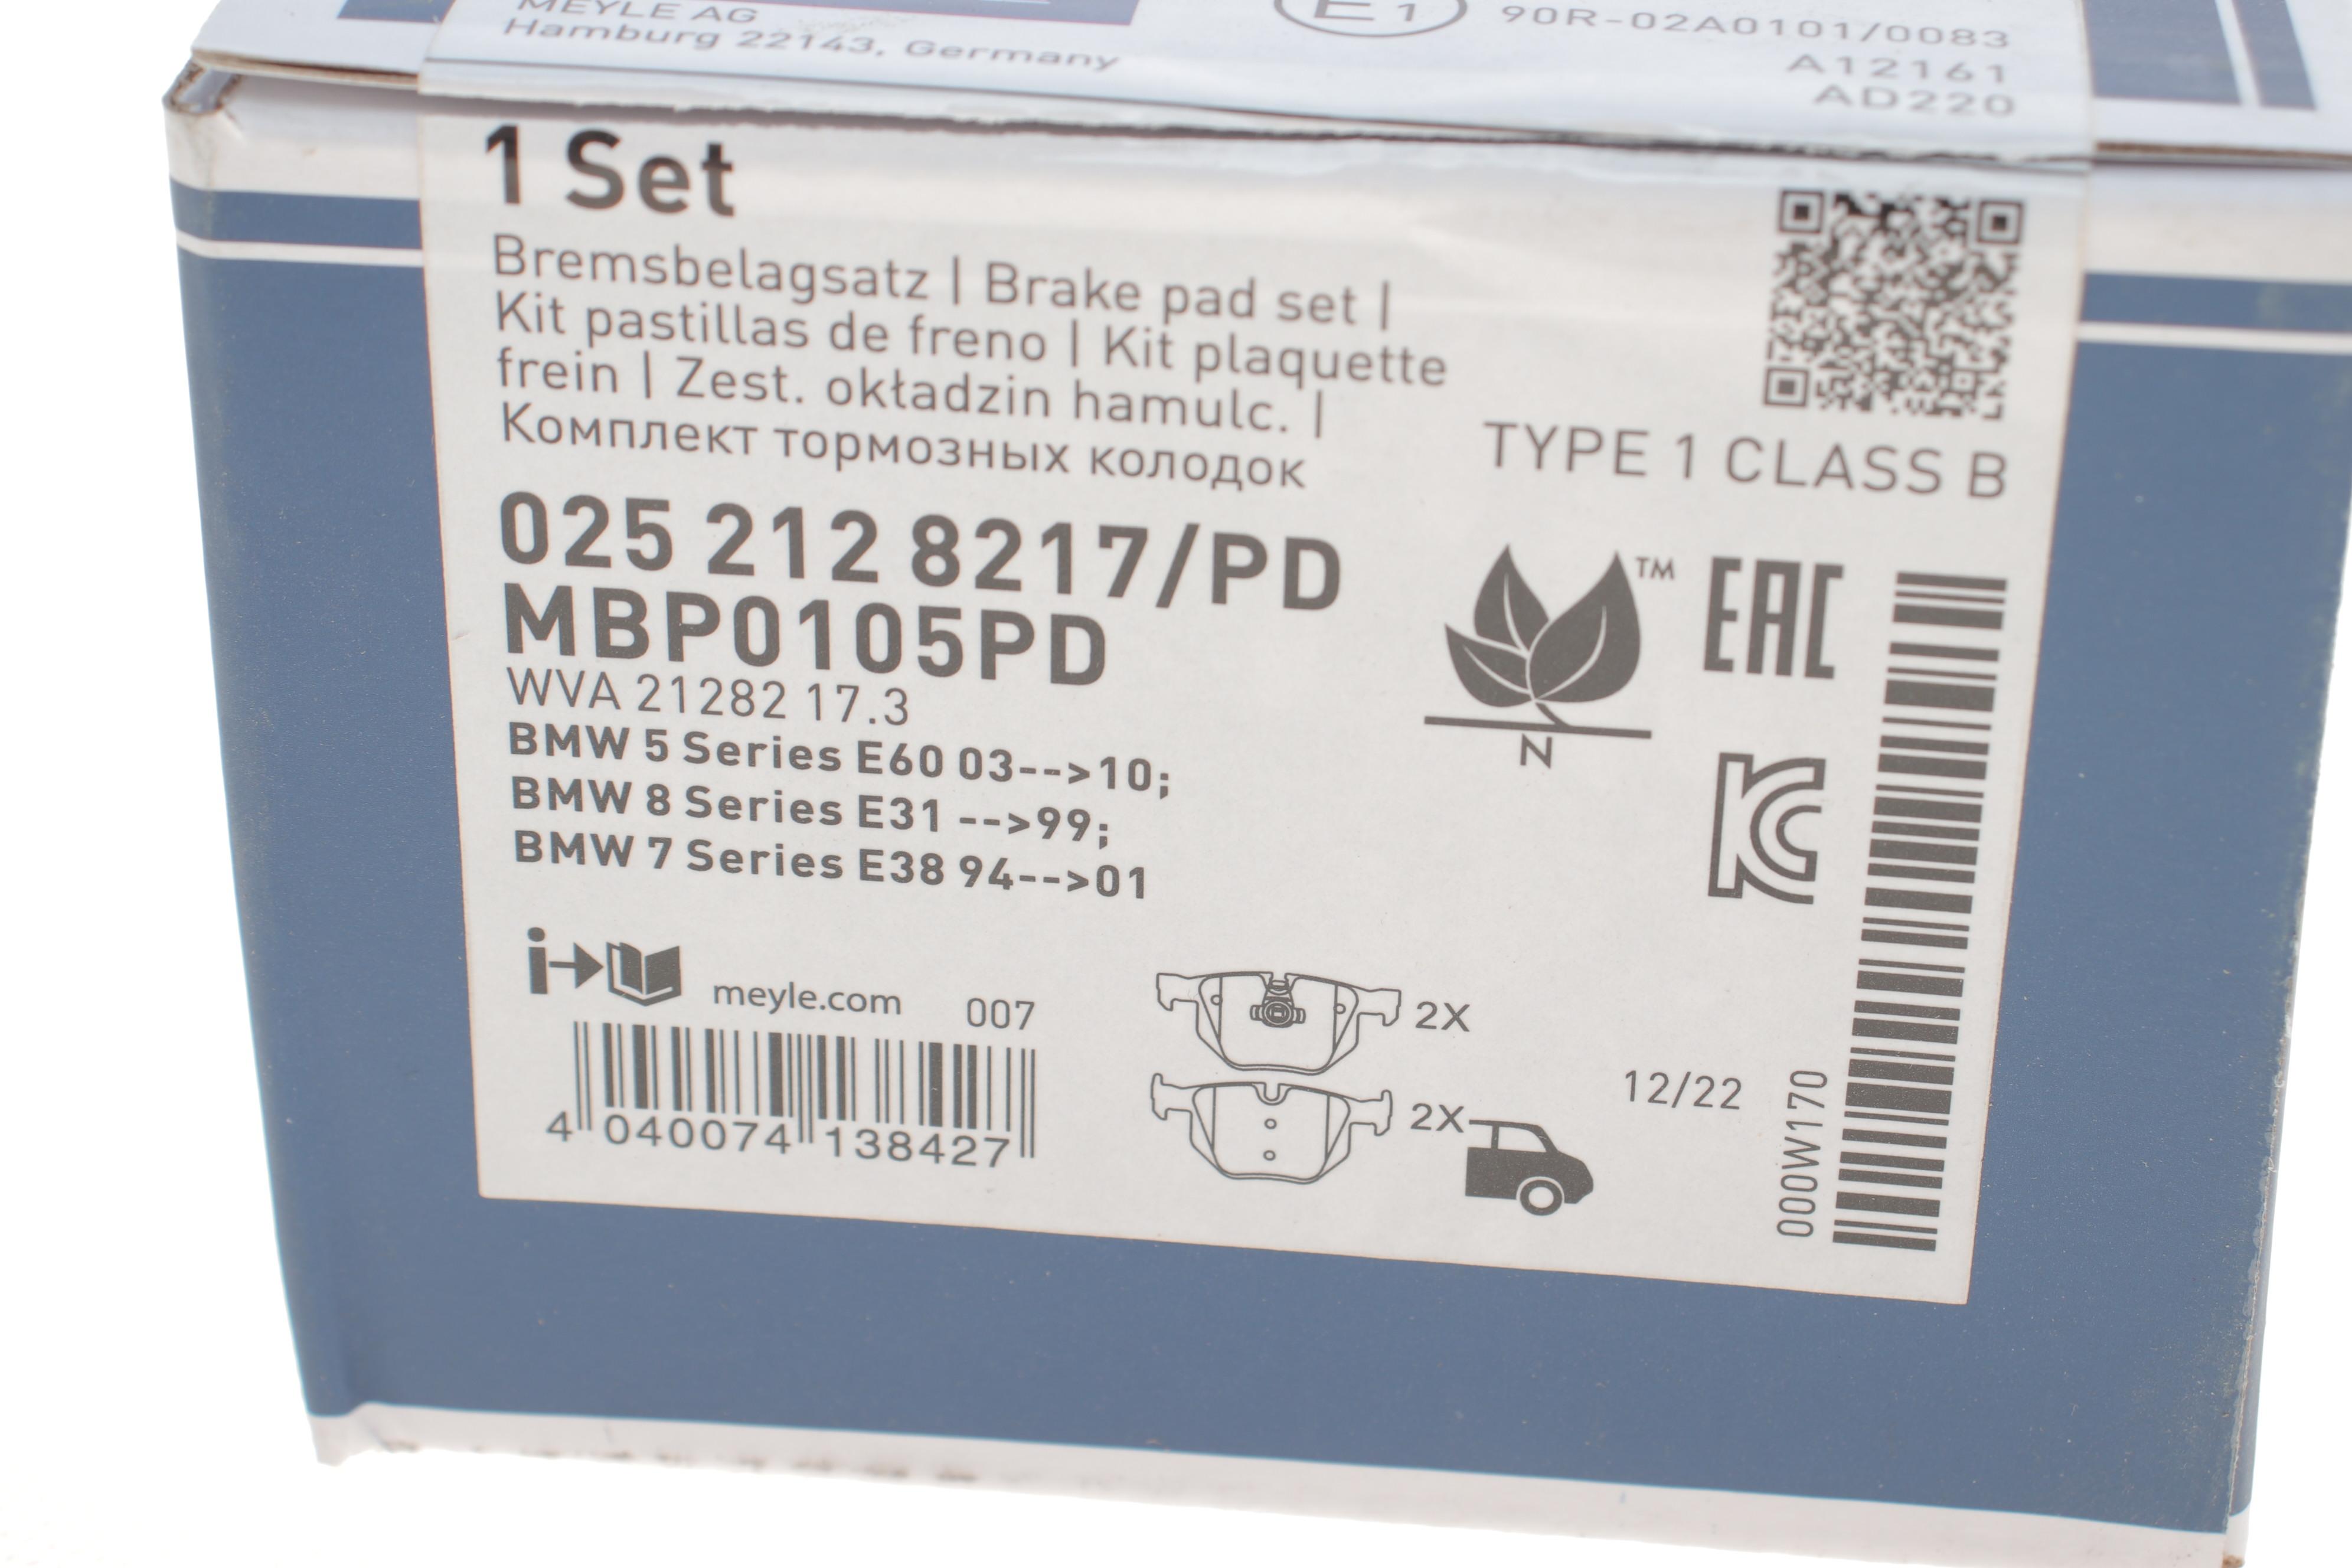 MEYLE AG
Hamburg 22143, Germany
E1
90R-02A0101/0083
A12161
AD220
1 Set
Bremsbelagsatz | Brake pad set |
Kit pastillas de freno | Kit plaquette
frein | Zest. okładzin hamulc. |
Комплект тормозных колодок
TYPE 1 CLASS B
025 212 8217/PD
MBP0105PD
WVA 21282 17.3
BMW 5 Series E60 03-->10;
BMW 8 Series E31 -->99;
BMW 7 Series E38 94-->01
TM
N
EAC
KC
i
meyle.com
007
4 040074 138427
2X
2X
12/22
000W170